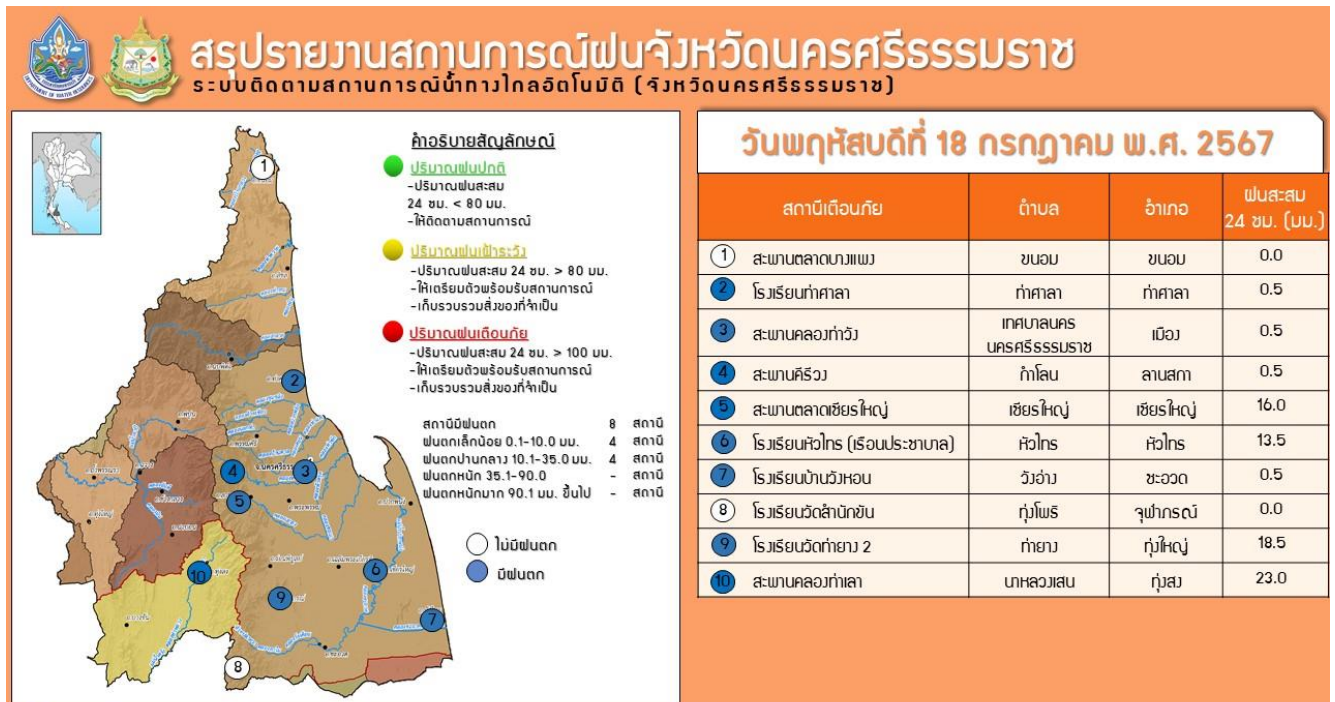 สรุปรายงานสถานการณ์ฝนจังหวัดนครศรีธรรมราช
ระบบติดตามสถานการณ์น้ำทางไกลอัตโนมัติ (จังหวัดนครศรีธรรมราช)
คำอธิบายสัญลักษณ์
ปริมาณฝนปกติ
-ปริมาณฝนสะสม
24 ชม. < 80 มม.
-ให้ติดตามสถานการณ์
ปริมาณฝนเฝ้าระวัง
-ปริมาณฝนสะสม 24 ชม. > 80 มม.
-ให้เตรียมตัวพร้อมรับสถานการณ์
-เก็บรวบรวมสิ่งของที่จำเป็น
ปริมาณฝนเตือนภัย
-ปริมาณฝนสะสม 24 ชม. > 100 มม.
-ให้เตรียมตัวพร้อมรับสถานการณ์
-เก็บรวบรวมสิ่งของที่จำเป็น
สถานีมีฝนตก 8 สถานี
ฝนตกเล็กน้อย 0.1-10.0 มม. 4 สถานี
ฝนตกปานกลาง 10.1-35.0 มม. 4 สถานี
ฝนตกหนัก 35.1-90.0 - สถานี
ฝนตกหนักมาก 90.1 มม. ขึ้นไป - สถานี
ไม่มีฝนตก
มีฝนตก
1
2
3
4
5
6
7
8
9
10
วันพฤหัสบดีที่ 18 กรกฎาคม พ.ศ. 2567
สถานีเตือนภัย ตำบล อำเภอ ฝนสะสม
24 ชม. (มม.)
1 สะพานตลาดบางแพง ขนอม ขนอม 0.0
2 โรงเรียนท่าศาลา ท่าศาลา ท่าศาลา 0.5
3 สะพานคลองท่าวัง เทศบาลนคร
นครศรีธรรมราช เมือง 0.5
4 สะพานคีรีวง กำโลน ลานสกา 0.5
5 สะพานตลาดเชียรใหญ่ เชียรใหญ่ เชียรใหญ่ 16.0
6 โรงเรียนหัวไทร (เรือนประชาบาล) หัวไทร หัวไทร 13.5
7 โรงเรียนบ้านวังหอน วังอ่าง ชะอวด 0.5
8 โรงเรียนวัดสำนักขัน ทุ่งโพธิ จุฬาภรณ์ 0.0
9 โรงเรียนวัดท่ายาง 2 ท่ายาง ทุ่งใหญ่ 18.5
10 สะพานคลองท่าเลา นาหลวงเสน ทุ่งสง 23.0